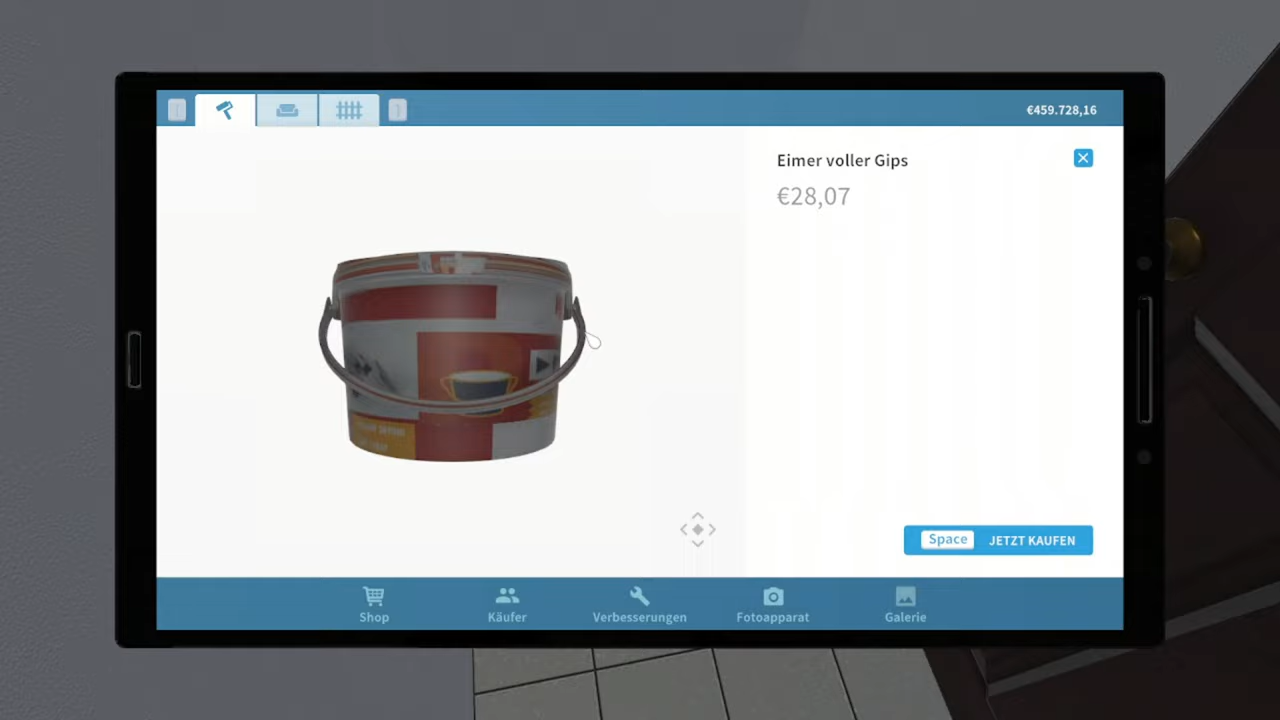 €459.728,16
Eimer voller Gips
€28,07
Space JETZT KAUFEN
Shop
Käufer
Verbesserungen
Fotoapparat
Galerie